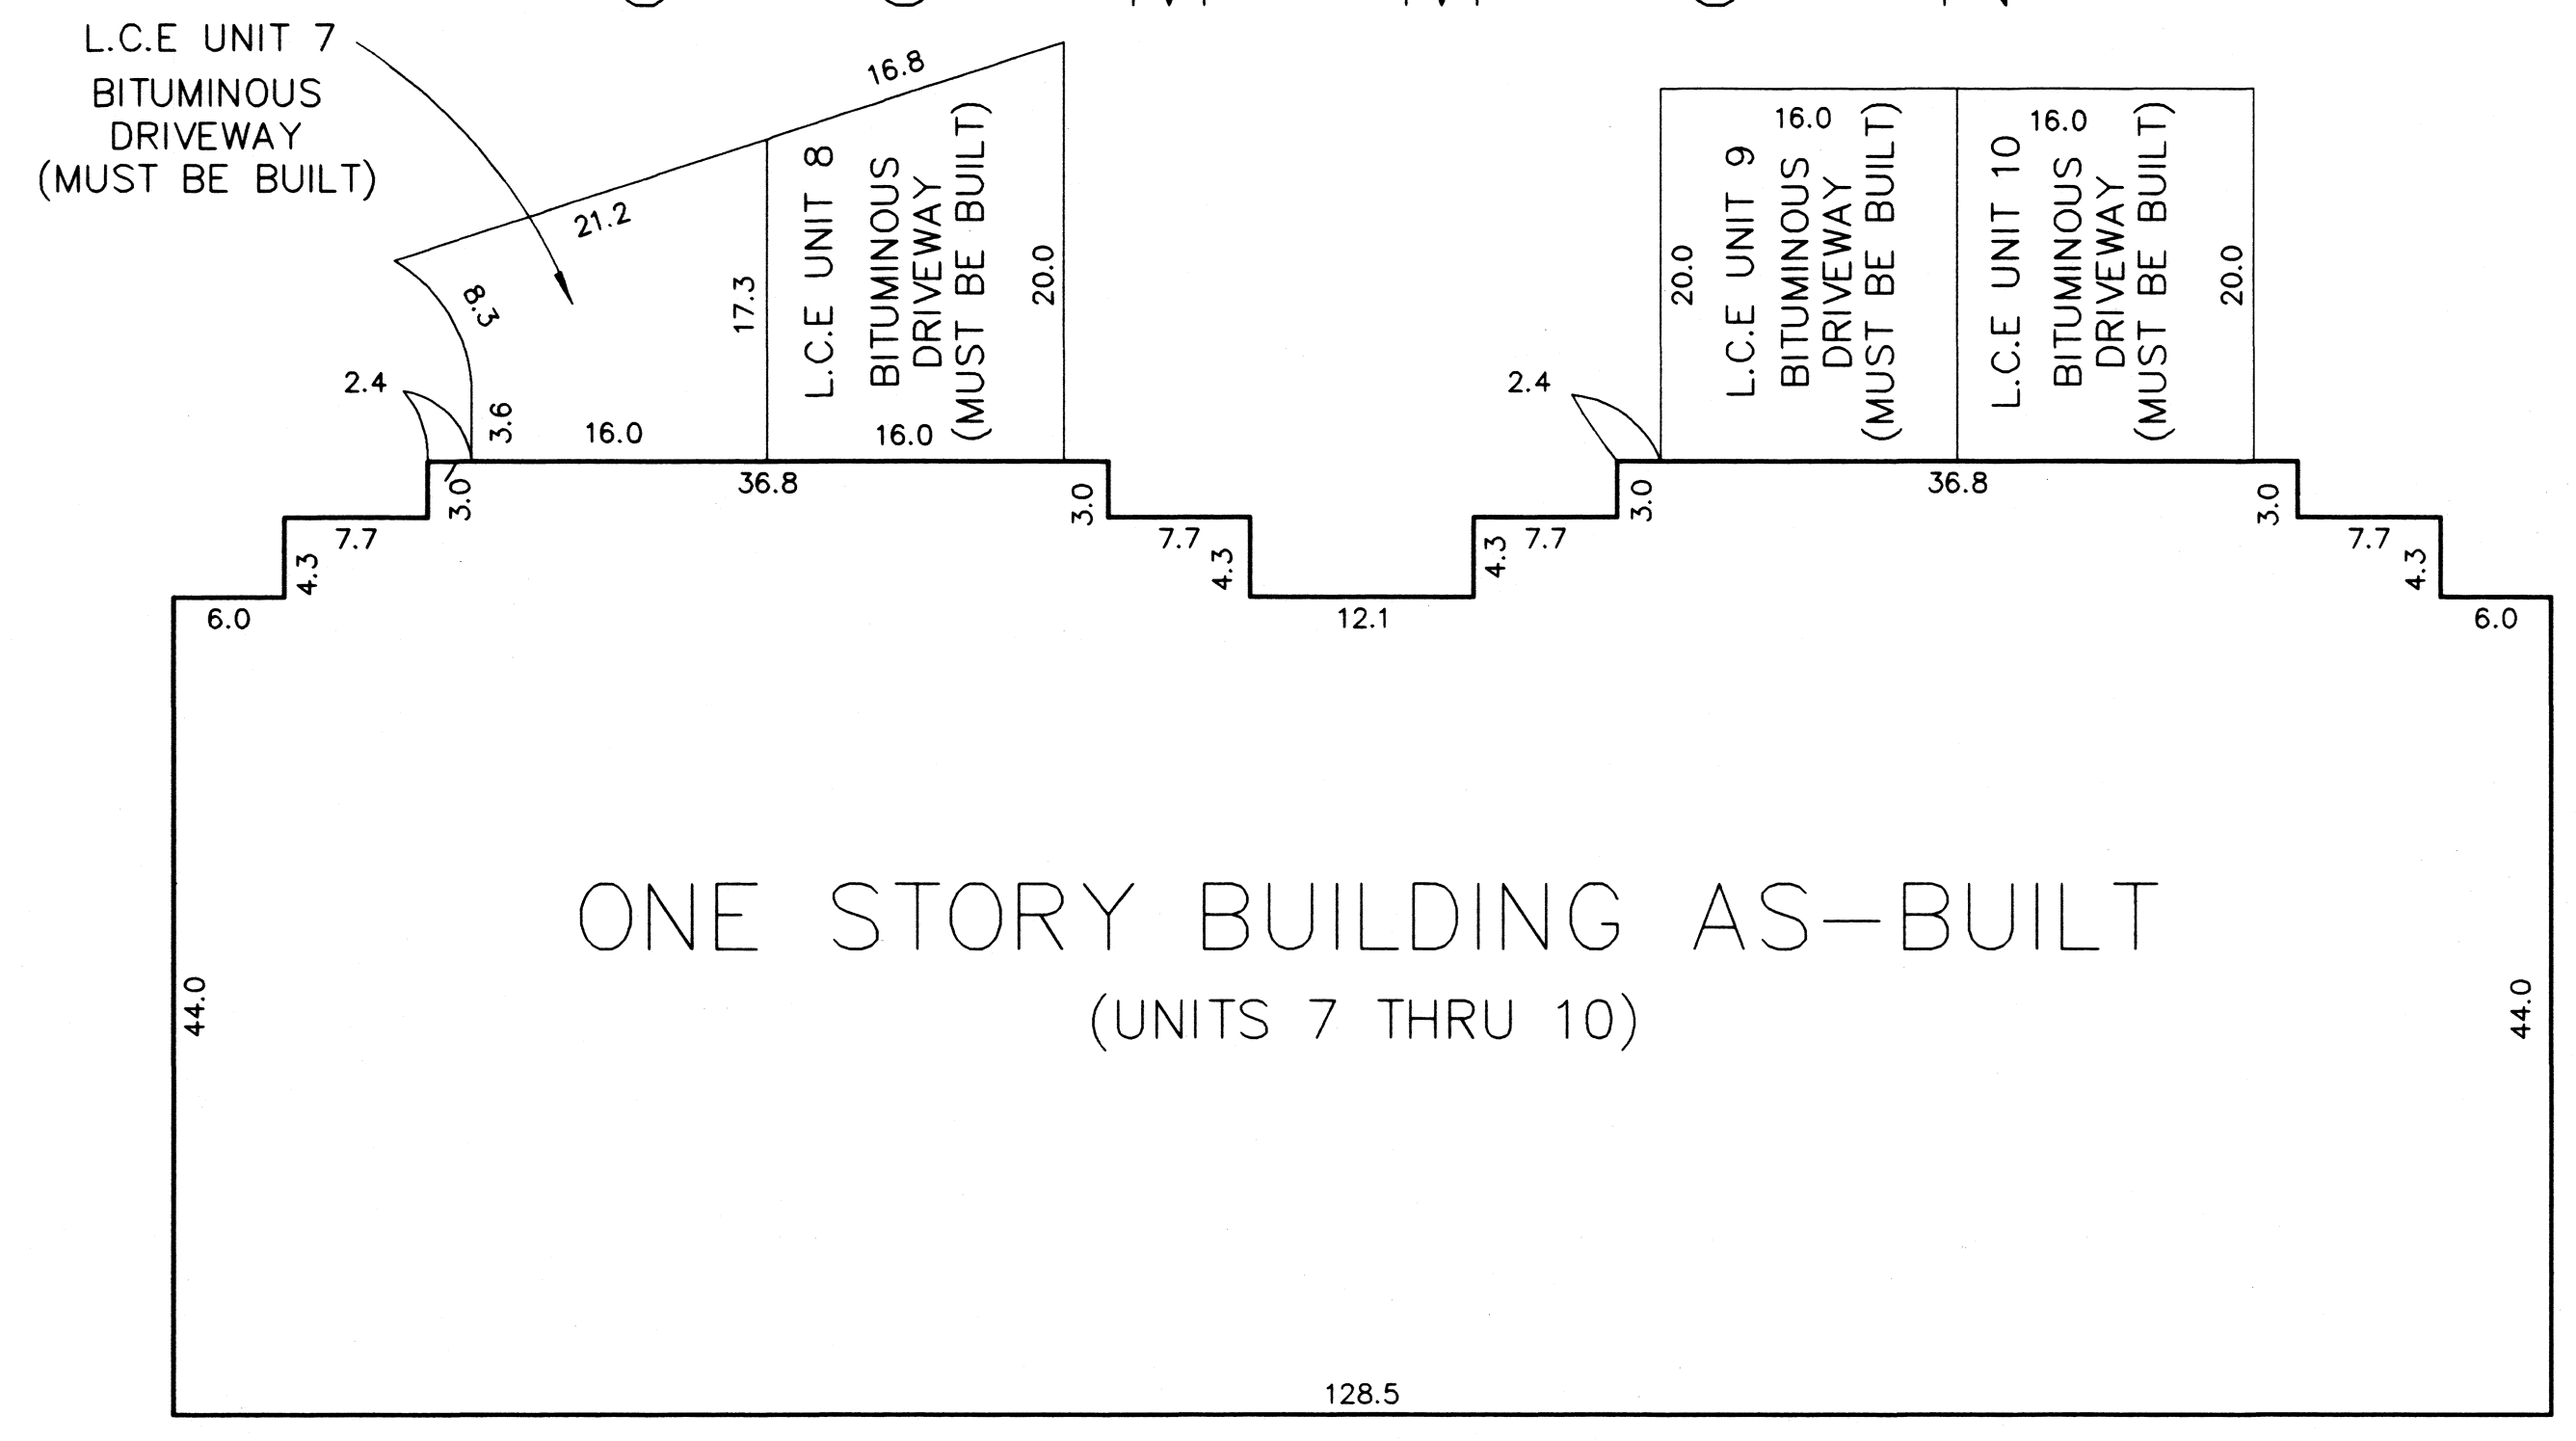 L.C.E UNIT 7
BITUMINOUS
DRIVEWAY
(MUST BE BUILT)
16.8
21.2
8.3
2.4
3.6
16.0
17.3
L.C.E UNIT 8
BITUMINOUS
DRIVEWAY
(MUST BE BUILT)
16.0
20.0
2.4
20.0
L.C.E UNIT 9
16.0
BITUMINOUS
DRIVEWAY
(MUST BE BUILT)
L.C.E UNIT 10
16.0
BITUMINOUS
DRIVEWAY
(MUST BE BUILT)
20.0
6.0
4.3
7.7
3.0
36.8
3.0
7.7
4.3
12.1
4.3
7.7
3.0
36.8
3.0
7.7
4.3
6.0
ONE STORY BUILDING AS-BUILT
(UNITS 7 THRU 10)
44.0
44.0
128.5